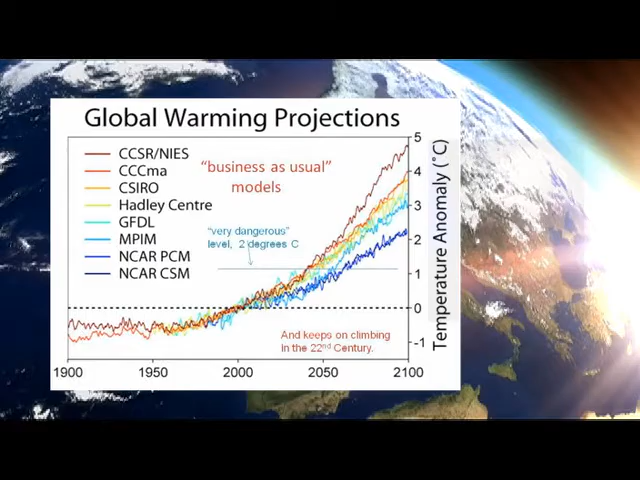 Global Warming Projections
CCSR/NIES
CCCma
CSIRO
Hadley Centre
GFDL
MPIM
NCAR PCM
NCAR CSM
“business as usual”
models
“very dangerous”
level, 2 degrees C
And keeps on climbing
in the 22nd Century.
5
4
3
2
1
0
-1
Temperature Anomaly (˚C)
1900 1950 2000 2050 2100